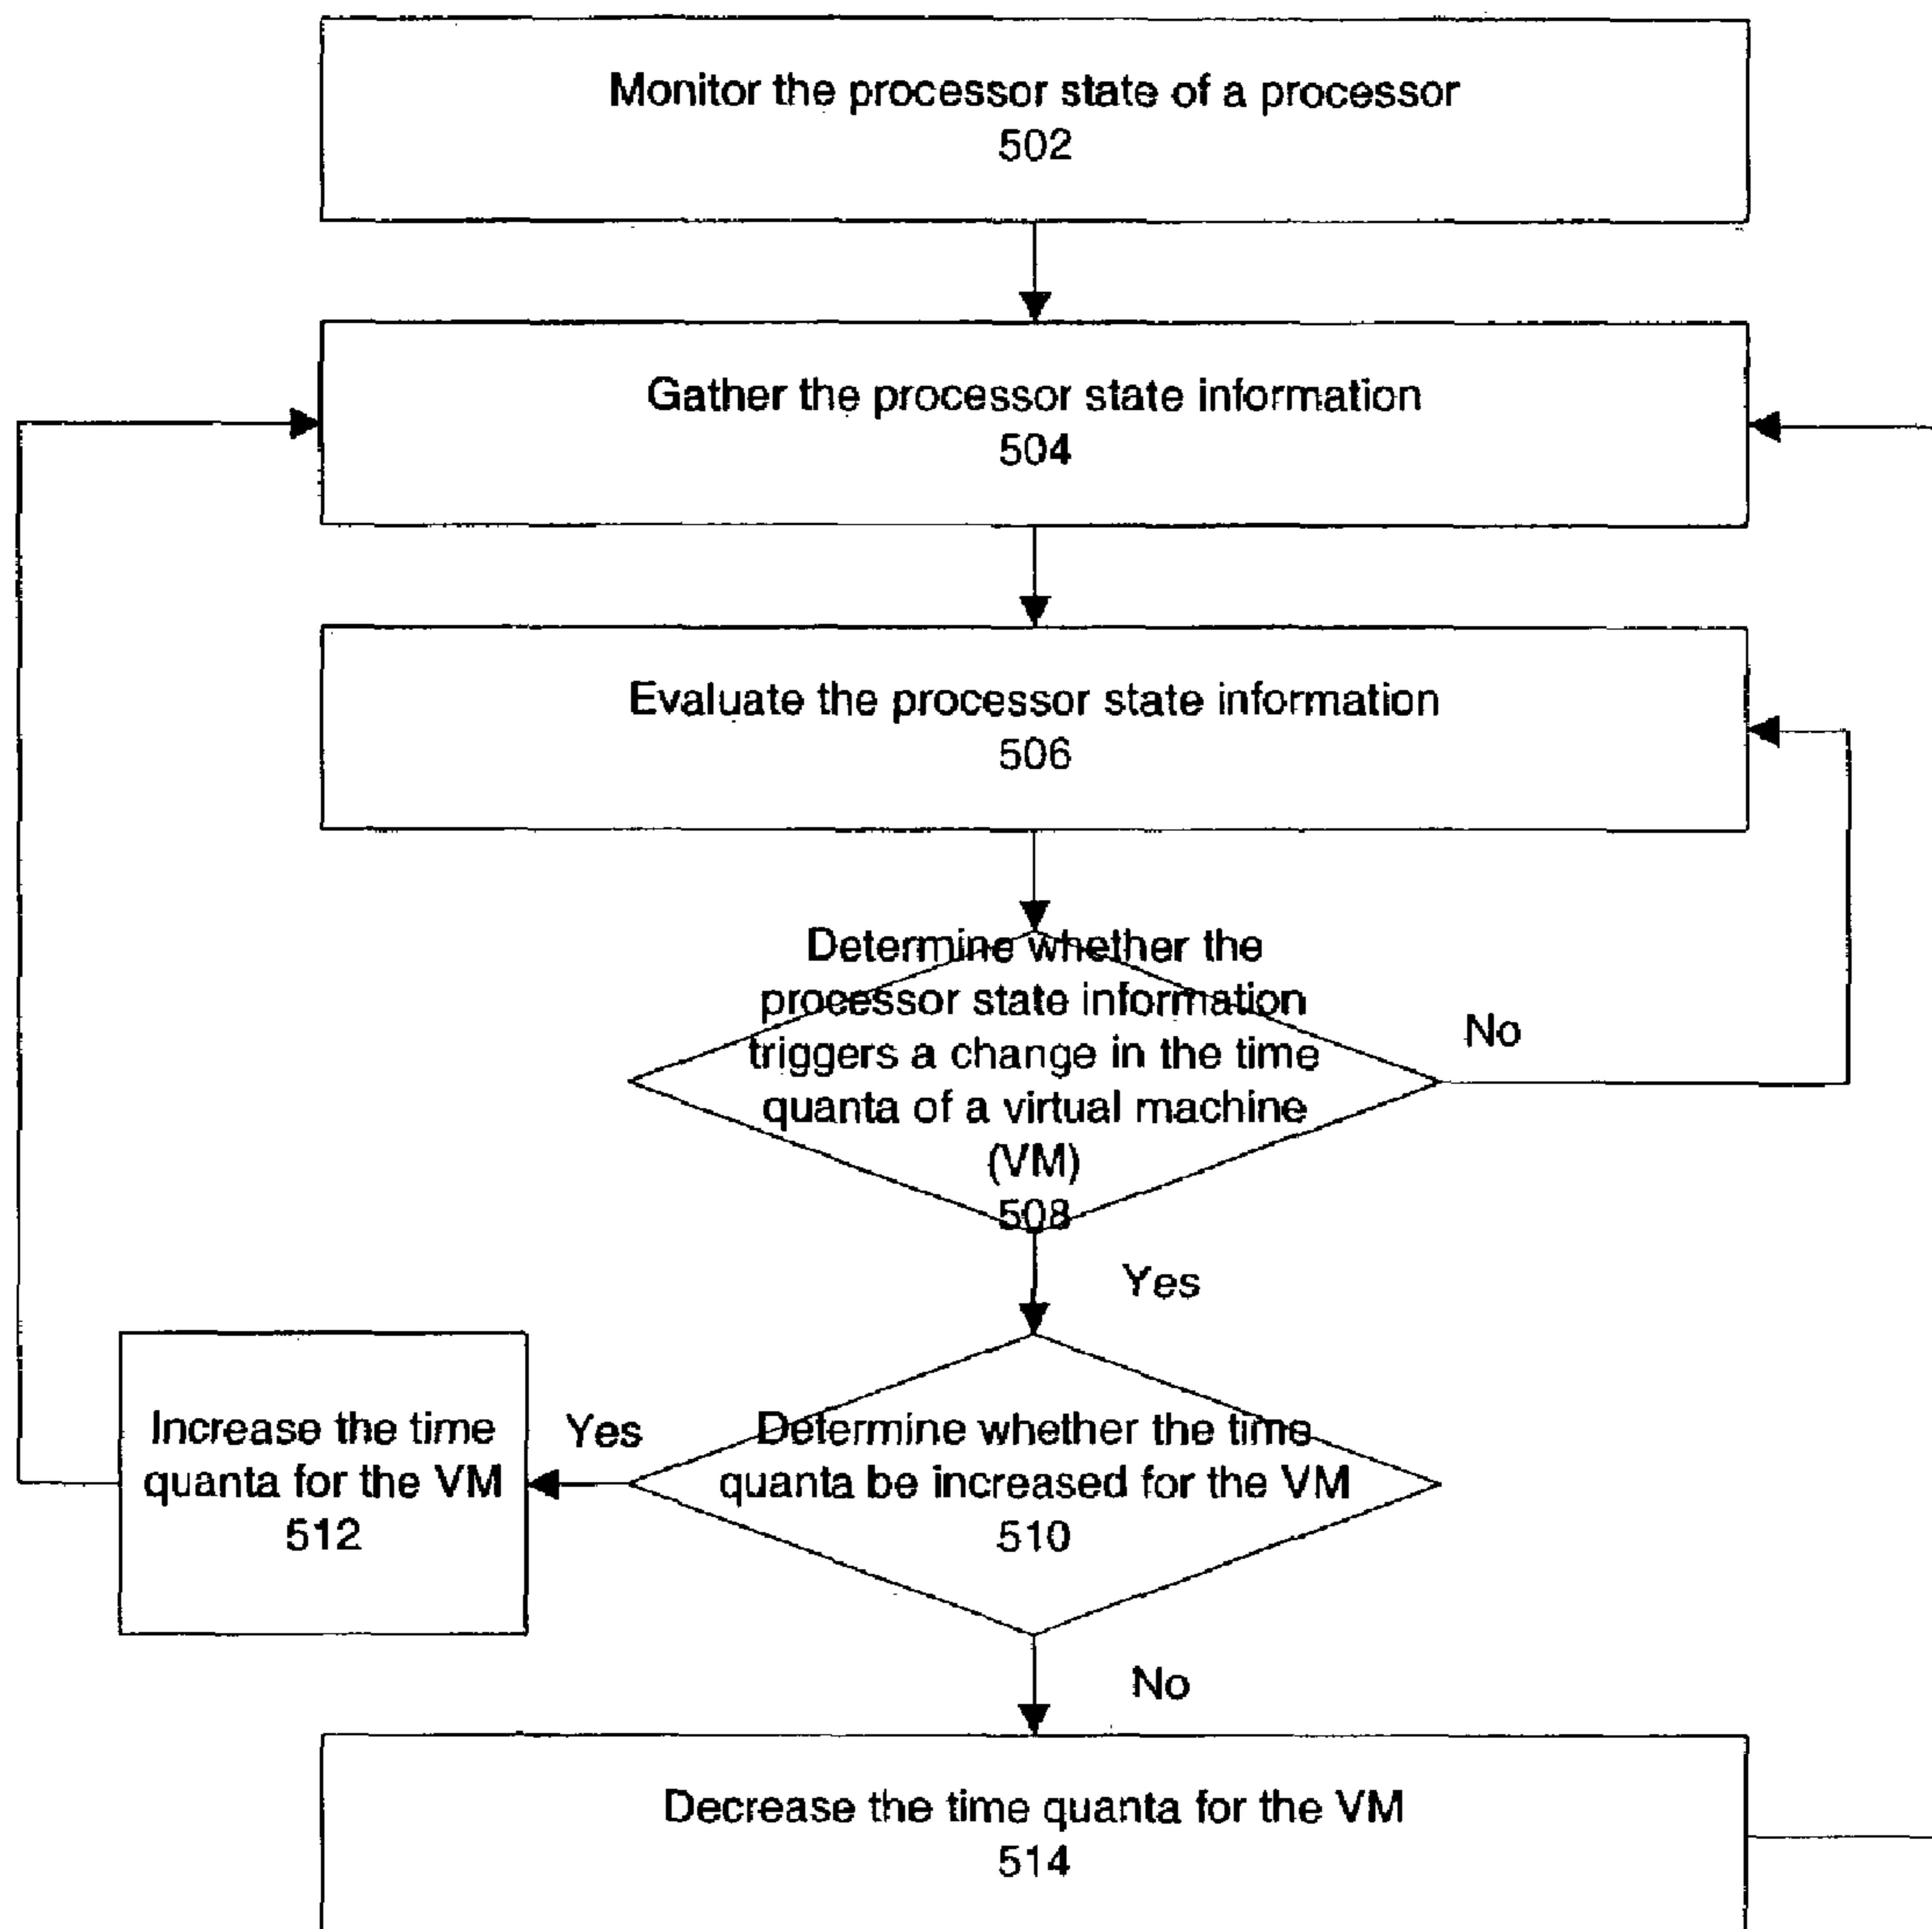 Monitor the processor state of a processor
502
Gather the processor state information
504
Evaluate the processor state information
506
Determine whether the
processor state information
triggers a change in the time
quanta of a virtual machine
(VM)
508
No
Yes
Increase the time
quanta for the VM
512
Yes
Determine whether the time
quanta be increased for the VM
510
No
Decrease the time quanta for the VM
514